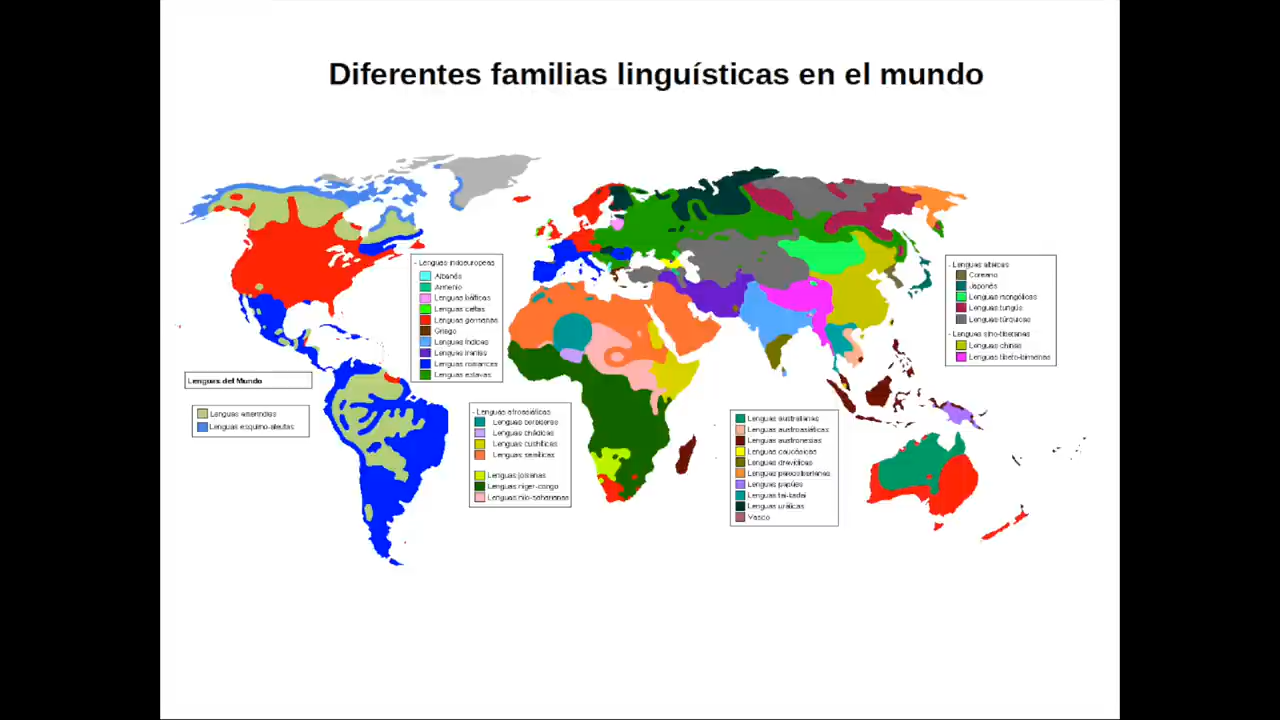 Diferentes familias linguísticas en el mundo
- Lenguas indoeuropeas
Albanés
Armenio
Lenguas bálticas
Lenguas celtas
Lenguas germanas
Griego
Lenguas índicas
Lenguas iranias
Lenguas romances
Lenguas eslavas
- Lenguas altaicas
Coreano
Japonés
Lenguas mongólicas
Lenguas tungús
Lenguas túrquicas
- Lenguas sino-tibetanas
Lenguas chinas
Lenguas tibeto-birmanas
Lenguas del Mundo
Lenguas amerindias
Lenguas esquimo-aleutas
- Lenguas afroasiáticas
Lenguas bereberes
Lenguas chádicas
Lenguas cushíticas
Lenguas semíticas
Lenguas joisanas
Lenguas niger-congo
Lenguas nilo-saharianas
Lenguas australianas
Lenguas austroasiáticas
Lenguas austronesias
Lenguas caucásicas
Lenguas dravídicas
Lenguas paleosiberianas
Lenguas papúes
Lenguas tai-kadai
Lenguas urálicas
Vasco